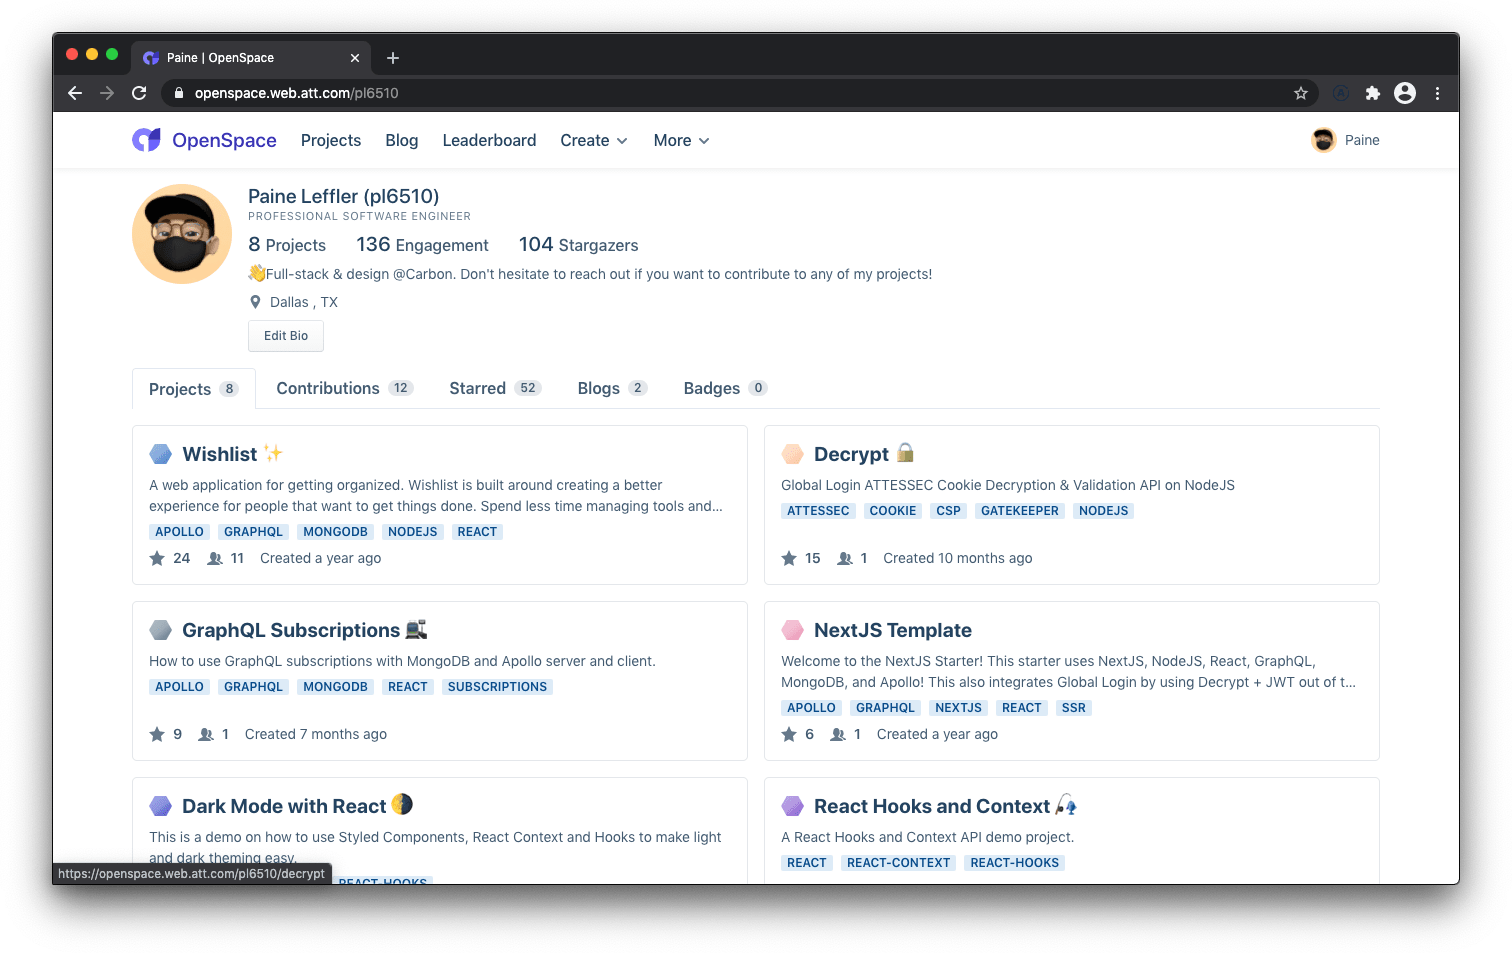 Paine | OpenSpace
openspace.web.att.com/pl6510
OpenSpace Projects Blog Leaderboard Create More Paine
Paine Leffler (pl6510)
PROFESSIONAL SOFTWARE ENGINEER
8 Projects 136 Engagement 104 Stargazers
👋Full-stack & design @Carbon. Don't hesitate to reach out if you want to contribute to any of my projects!
Dallas , TX
Edit Bio
Projects 8 Contributions 12 Starred 52 Blogs 2 Badges 0
Wishlist ✨
A web application for getting organized. Wishlist is built around creating a better
experience for people that want to get things done. Spend less time managing tools and...
APOLLO GRAPHQL MONGODB NODEJS REACT
24 11 Created a year ago
Decrypt 🔒
Global Login ATTESSEC Cookie Decryption & Validation API on NodeJS
ATTESSEC COOKIE CSP GATEKEEPER NODEJS
15 1 Created 10 months ago
GraphQL Subscriptions
How to use GraphQL subscriptions with MongoDB and Apollo server and client.
APOLLO GRAPHQL MONGODB REACT SUBSCRIPTIONS
9 1 Created 7 months ago
NextJS Template
Welcome to the NextJS Starter! This starter uses NextJS, NodeJS, React, GraphQL,
MongoDB, and Apollo! This also integrates Global Login by using Decrypt + JWT out of t...
APOLLO GRAPHQL NEXTJS REACT SSR
6 1 Created a year ago
Dark Mode with React 🌗
This is a demo on how to use Styled Components, React Context and Hooks to make light
and dark theming easy.
REACT-HOOKS
React Hooks and Context 🎣
A React Hooks and Context API demo project.
REACT REACT-CONTEXT REACT-HOOKS
https://openspace.web.att.com/pl6510/decrypt